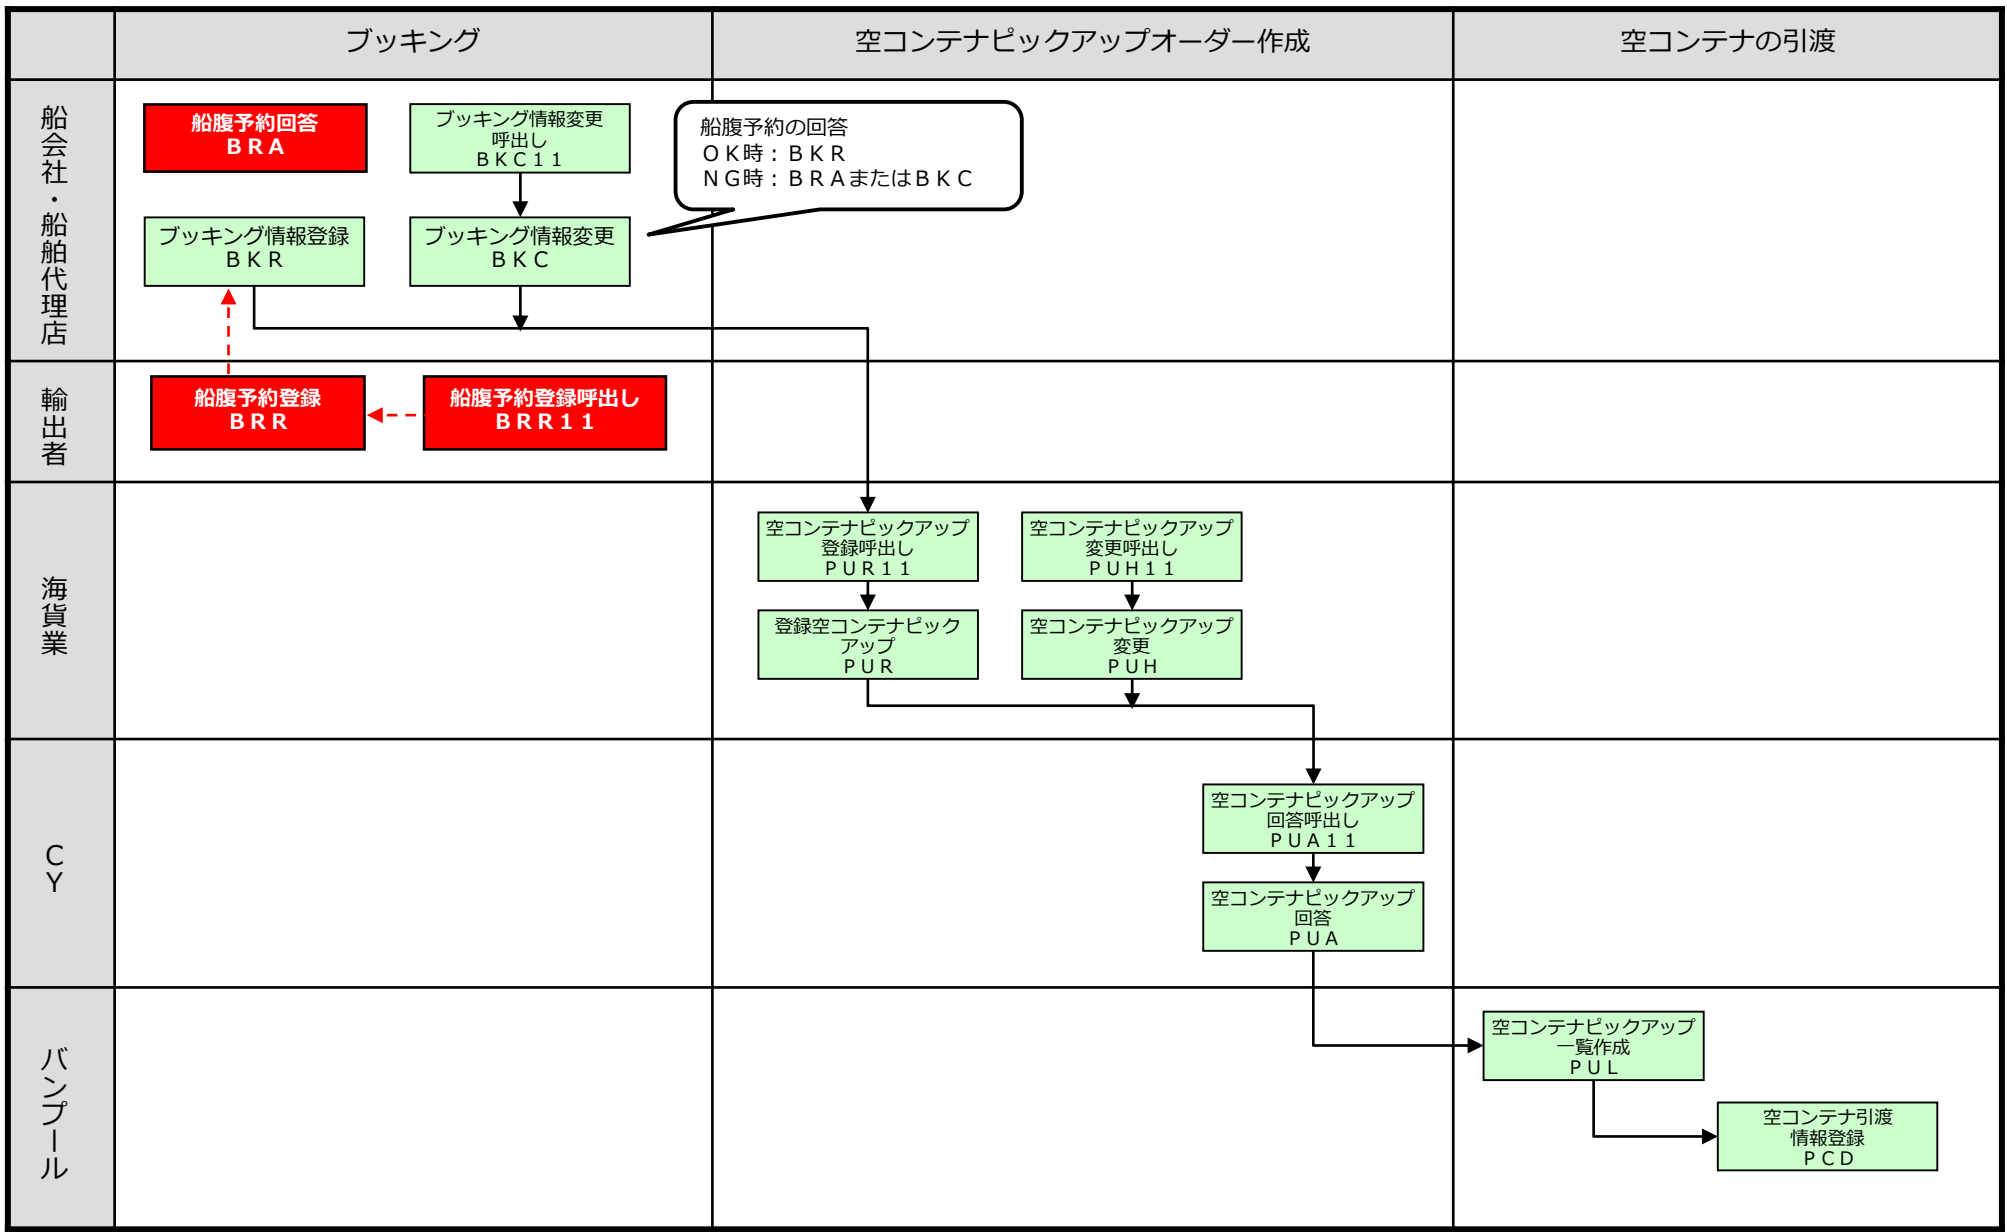 ブッキング
空コンテナピックアップオーダー作成
空コンテナの引渡
船会社・船舶代理店
船腹予約回答
ＢＲＡ
ブッキング情報変更
呼出し
ＢＫＣ１１
船腹予約の回答
ＯＫ時：ＢＫＲ
ＮＧ時：ＢＲＡまたはＢＫＣ
ブッキング情報登録
ＢＫＲ
ブッキング情報変更
ＢＫＣ
輸出者
船腹予約登録
ＢＲＲ
船腹予約登録呼出し
ＢＲＲ１１
海貨業
空コンテナピックアップ
登録呼出し
ＰＵＲ１１
空コンテナピックアップ
変更呼出し
ＰＵＨ１１
登録空コンテナピック
アップ
ＰＵＲ
空コンテナピックアップ
変更
ＰＵＨ
ＣＹ
空コンテナピックアップ
回答呼出し
ＰＵＡ１１
空コンテナピックアップ
回答
ＰＵＡ
バンプール
空コンテナピックアップ
一覧作成
ＰＵＬ
空コンテナ引渡
情報登録
ＰＣＤ